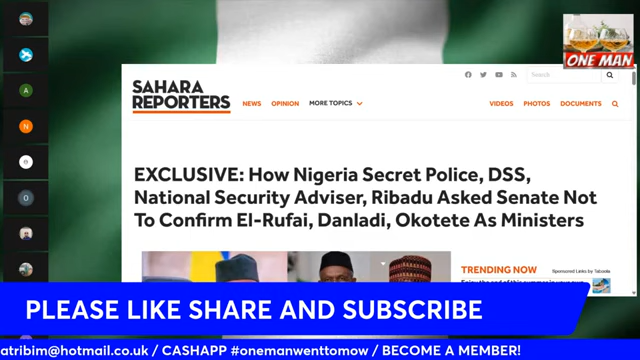 ONE MAN
SAHARA
REPORTERS
NEWS OPINION MORE TOPICS
Search
VIDEOS PHOTOS DOCUMENTS
EXCLUSIVE: How Nigeria Secret Police, DSS,
National Security Adviser, Ribadu Asked Senate Not
To Confirm El-Rufai, Danladi, Okotete As Ministers
TRENDING NOW
Sponsored Links by Taboola
PLEASE LIKE SHARE AND SUBSCRIBE
atribim@hotmail.co.uk / CASHAPP #onemanwenttomow / BECOME A MEMBER!
A
N
O